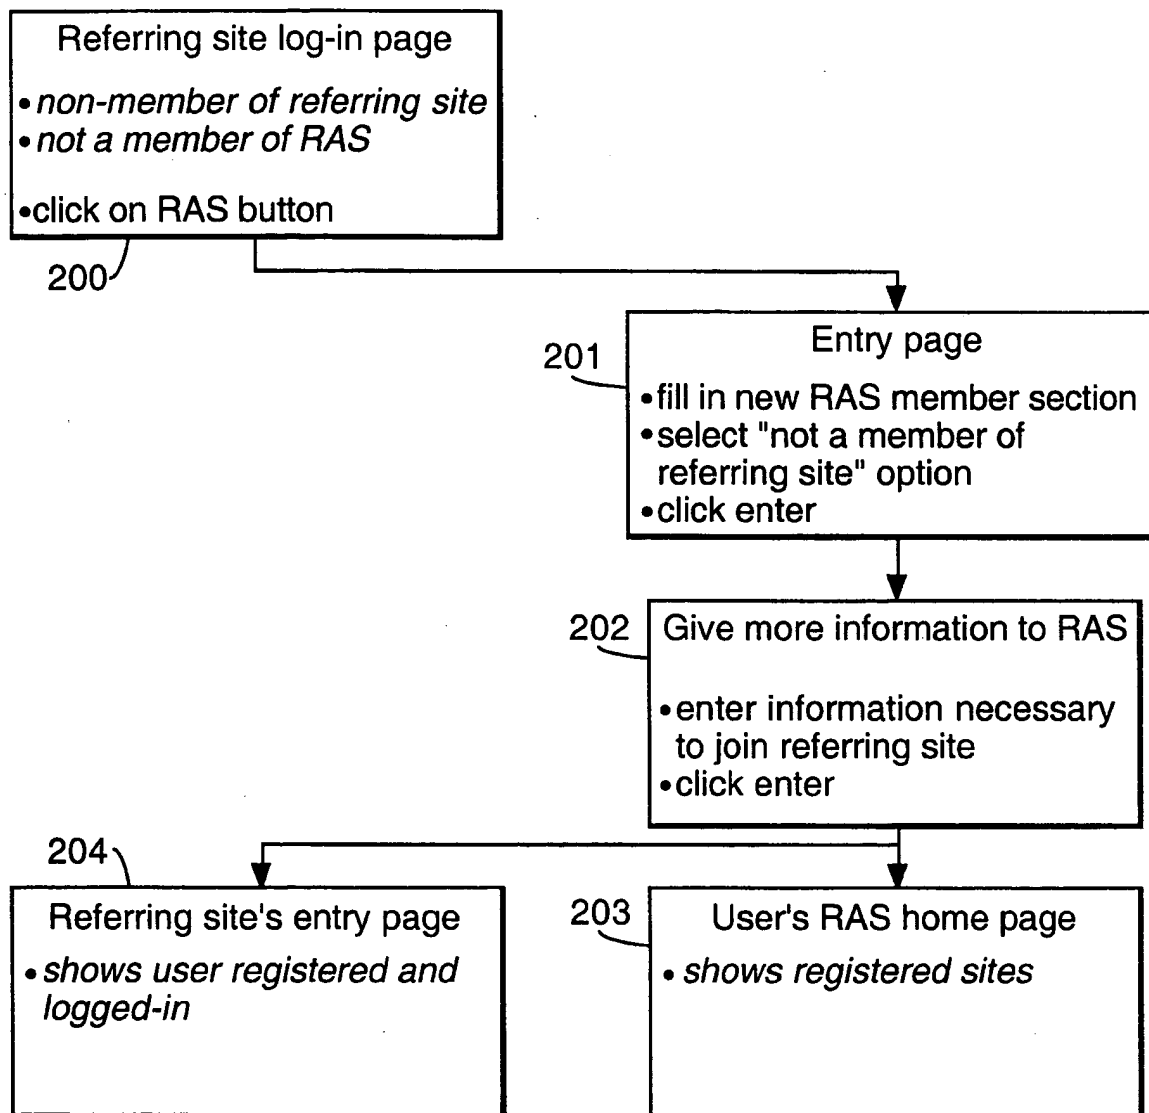 Referring site log-in page
• non-member of referring site
• not a member of RAS
•click on RAS button
200
201
Entry page
•fill in new RAS member section
•select "not a member of
referring site" option
•click enter
202
Give more information to RAS
•enter information necessary
to join referring site
•click enter
204
Referring site's entry page
• shows user registered and
logged-in
203
User's RAS home page
• shows registered sites